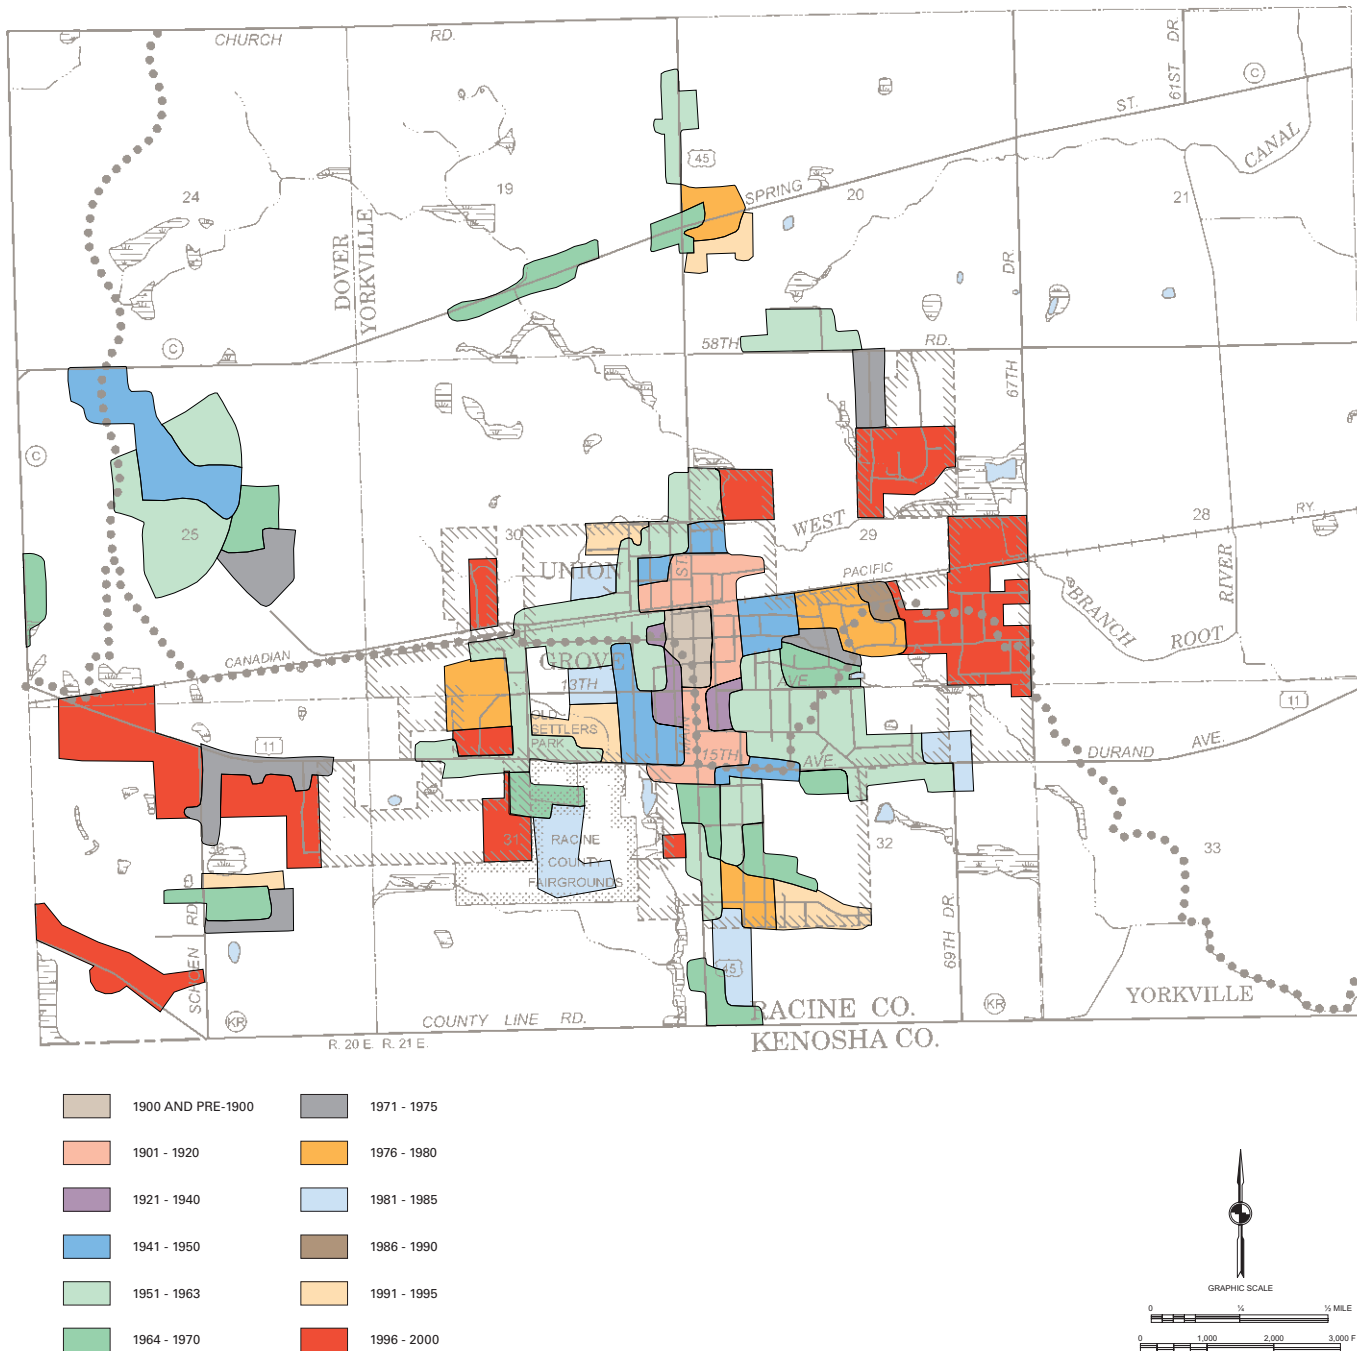 CHURCH RD.
61ST DR.
C
ST.
CANAL
45
SPRING
24
19
20
21
DOVER
YORKVILLE
DR.
C
58TH RD.
67TH
C
WEST
28
RY.
30
29
25
UNION
ST.
PACIFIC
RIVER
BRANCH
ROOT
CANADIAN
GROVE
13TH
AVE.
11
OLD
SETTLERS
PARK
MAIN
11
15TH AVE.
DURAND AVE.
31
RACINE
COUNTY
FAIRGROUNDS
32
33
36
SCHOEN RD.
69TH DR.
45
YORKVILLE
KR
COUNTY LINE RD.
RACINE CO.
KR
R. 20 E. R. 21 E.
KENOSHA CO.
1900 AND PRE-1900
1971 - 1975
1901 - 1920
1976 - 1980
1921 - 1940
1981 - 1985
1941 - 1950
1986 - 1990
1951 - 1963
1991 - 1995
1964 - 1970
1996 - 2000
GRAPHIC SCALE
0 ¼ ½ MILE
0 1,000 2,000 3,000 F